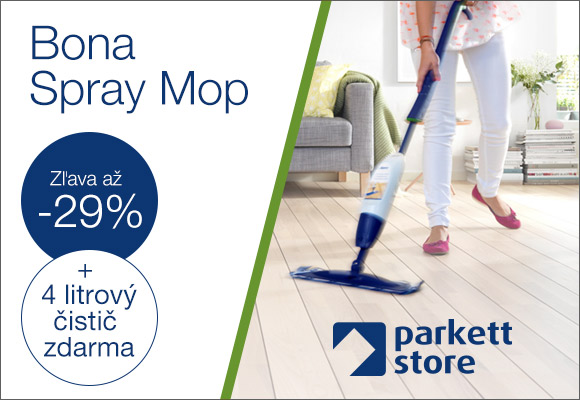 Bona
Spray Mop
Zľava až
-29%
+
4 litrový
čistič
zdarma
parkett
store